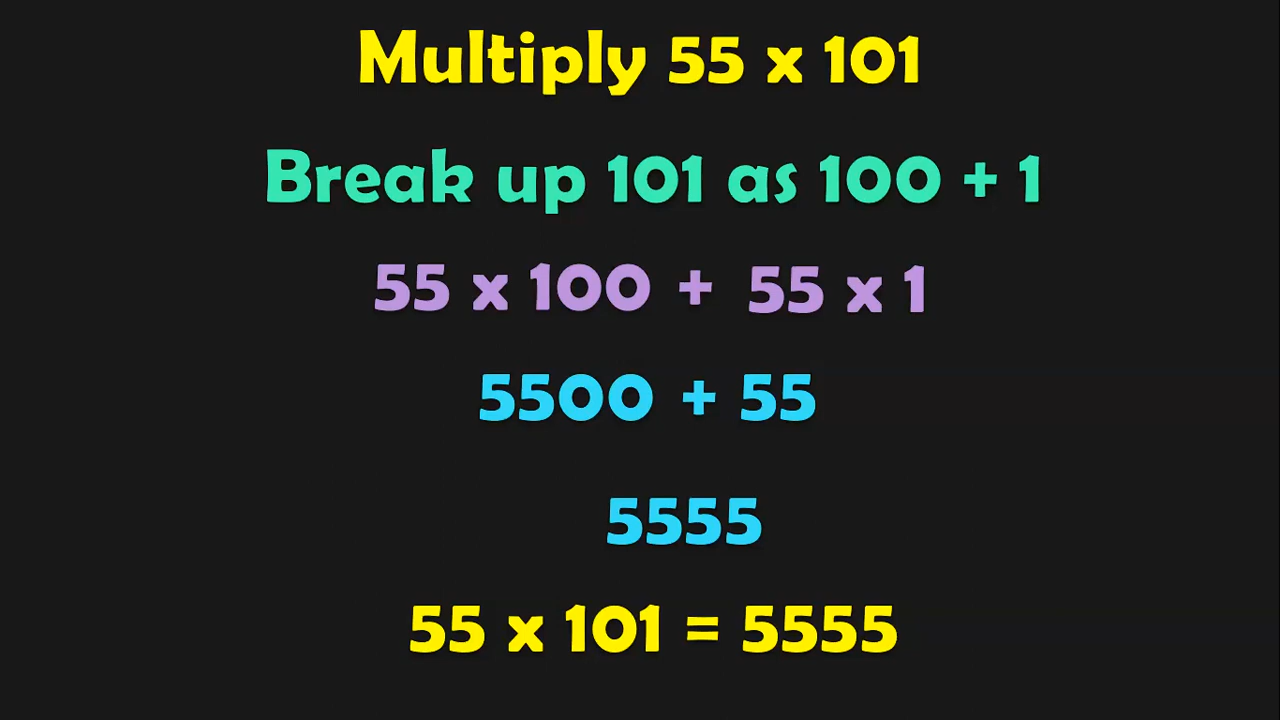 Multiply 55 x 101
Break up 101 as 100 + 1
55 x 100 + 55 x 1
5500 + 55
5555
55 x 101 = 5555